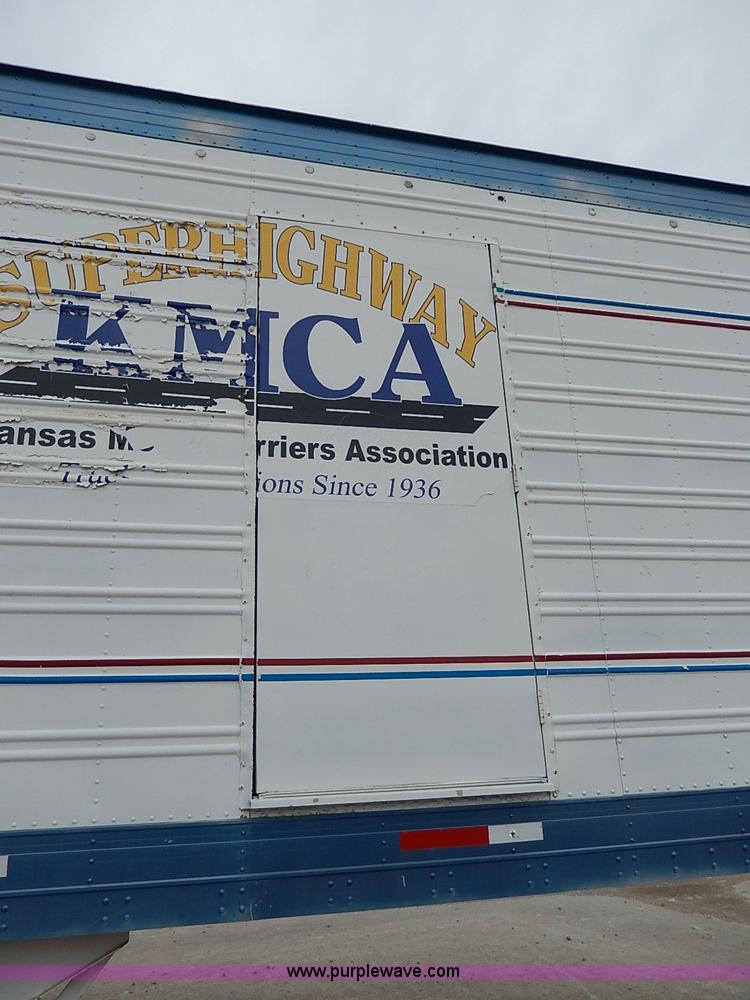 SUPERHIGHWAY
KMCA
ansas rriers Association
ions Since 1936
www.purplewave.com